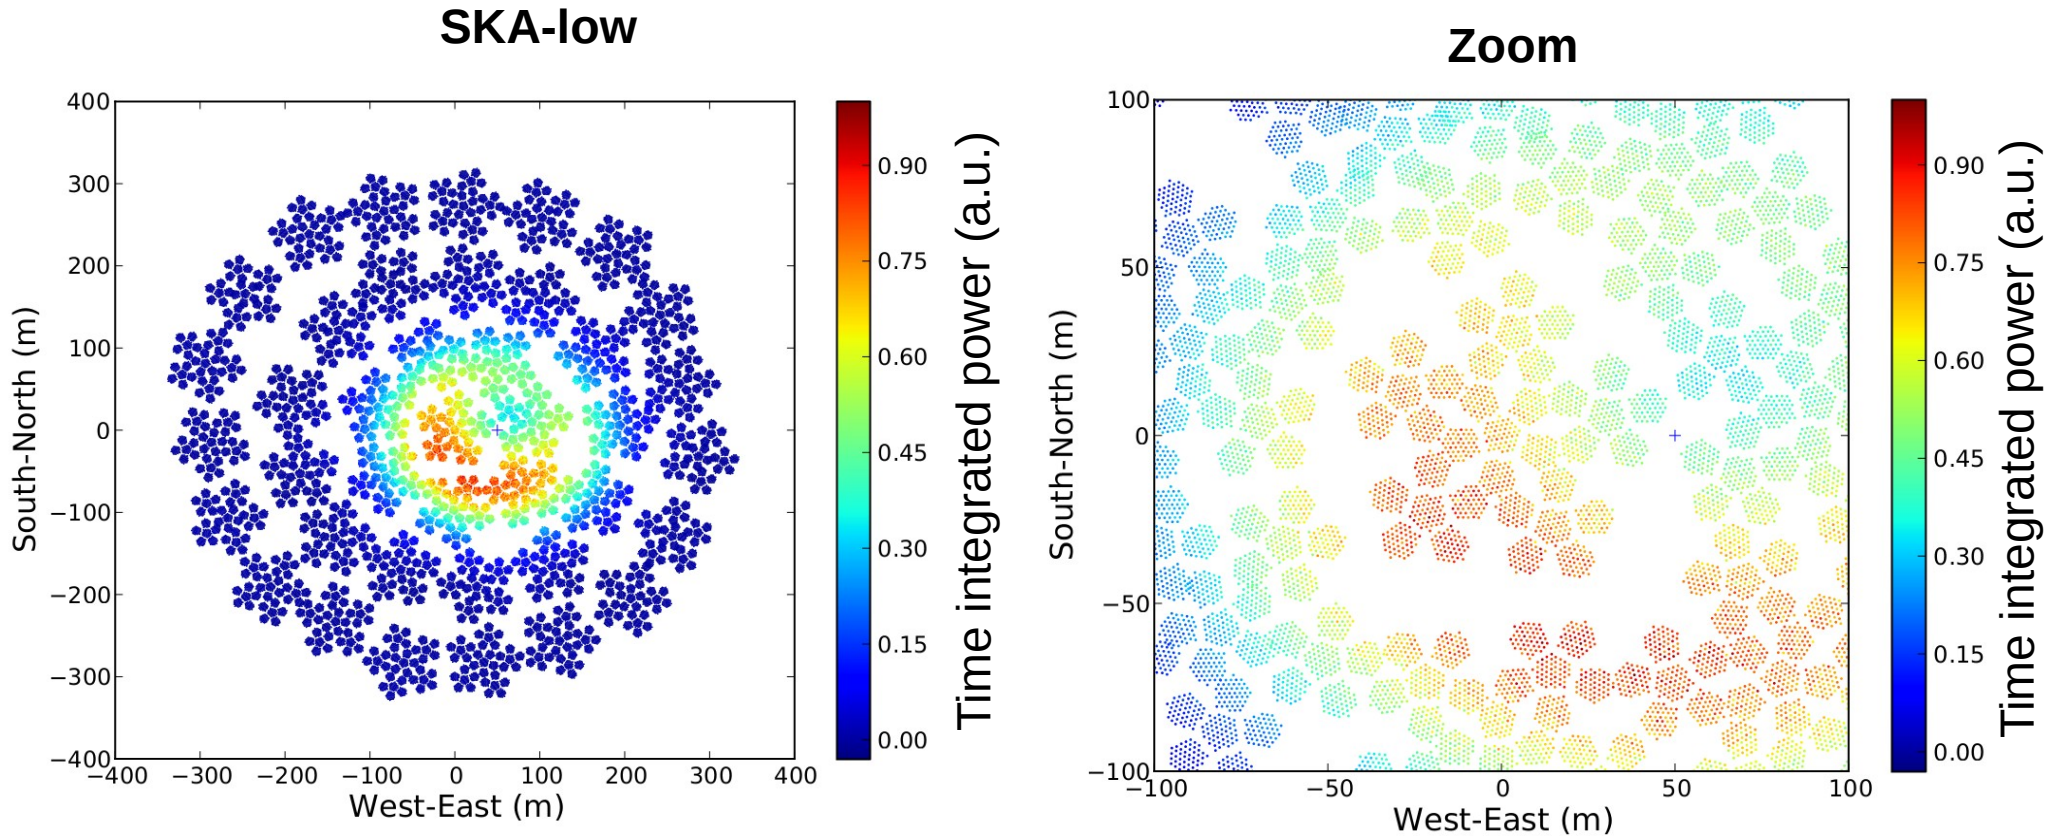 SKA-low
400
300
200
100
0
−100
−200
−300
−400
−400 −300 −200 −100 0 100 200 300 400
South-North (m)
West-East (m)
0.90
0.75
0.60
0.45
0.30
0.15
0.00
Time integrated power (a.u.)
Zoom
100
50
0
−50
−100
−100 −50 0 50 100
South-North (m)
West-East (m)
0.90
0.75
0.60
0.45
0.30
0.15
0.00
Time integrated power (a.u.)